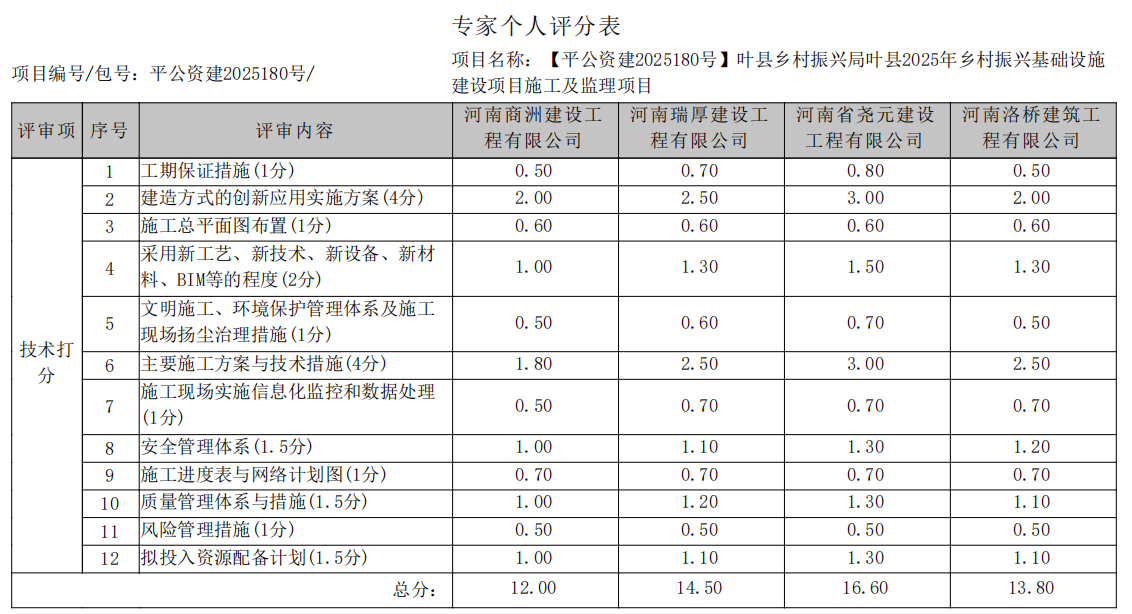 专家个人评分表
项目编号/包号：平公资建2025180号/
项目名称：【平公资建2025180号】叶县乡村振兴局叶县2025年乡村振兴基础设施
建设项目施工及监理项目
评审项 序号 评审内容 河南商洲建设工程有限公司 河南瑞厚建设工程有限公司 河南省尧元建设工程有限公司 河南洛桥建筑工程有限公司
技术打分
1 工期保证措施(1分) 0.50 0.70 0.80 0.50
2 建造方式的创新应用实施方案(4分) 2.00 2.50 3.00 2.00
3 施工总平面图布置(1分) 0.60 0.60 0.60 0.60
4 采用新工艺、新技术、新设备、新材料、BIM等的程度(2分) 1.00 1.30 1.50 1.30
5 文明施工、环境保护管理体系及施工现场扬尘治理措施(1分) 0.50 0.60 0.70 0.50
6 主要施工方案与技术措施(4分) 1.80 2.50 3.00 2.50
7 施工现场实施信息化监控和数据处理(1分) 0.50 0.70 0.70 0.70
8 安全管理体系(1.5分) 1.00 1.10 1.30 1.20
9 施工进度表与网络计划图(1分) 0.70 0.70 0.70 0.70
10 质量管理体系与措施(1.5分) 1.00 1.20 1.30 1.10
11 风险管理措施(1分) 0.50 0.50 0.50 0.50
12 拟投入资源配备计划(1.5分) 1.00 1.10 1.30 1.10
总分： 12.00 14.50 16.60 13.80